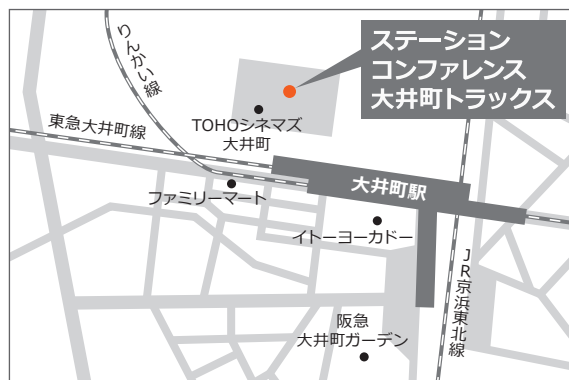 りんかい線
ステーション
コンファレンス
大井町トラックス
東急大井町線
TOHOシネマズ
大井町
大井町駅
ファミリーマート
イトーヨーカドー
JR京浜東北線
阪急
大井町ガーデン